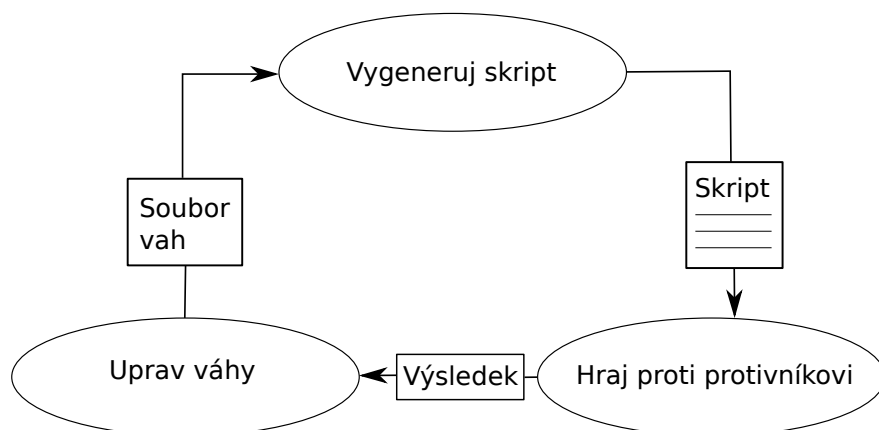 Vygeneruj skript
Skript
Soubor
vah
Uprav váhy
Výsledek
Hraj proti protivníkovi